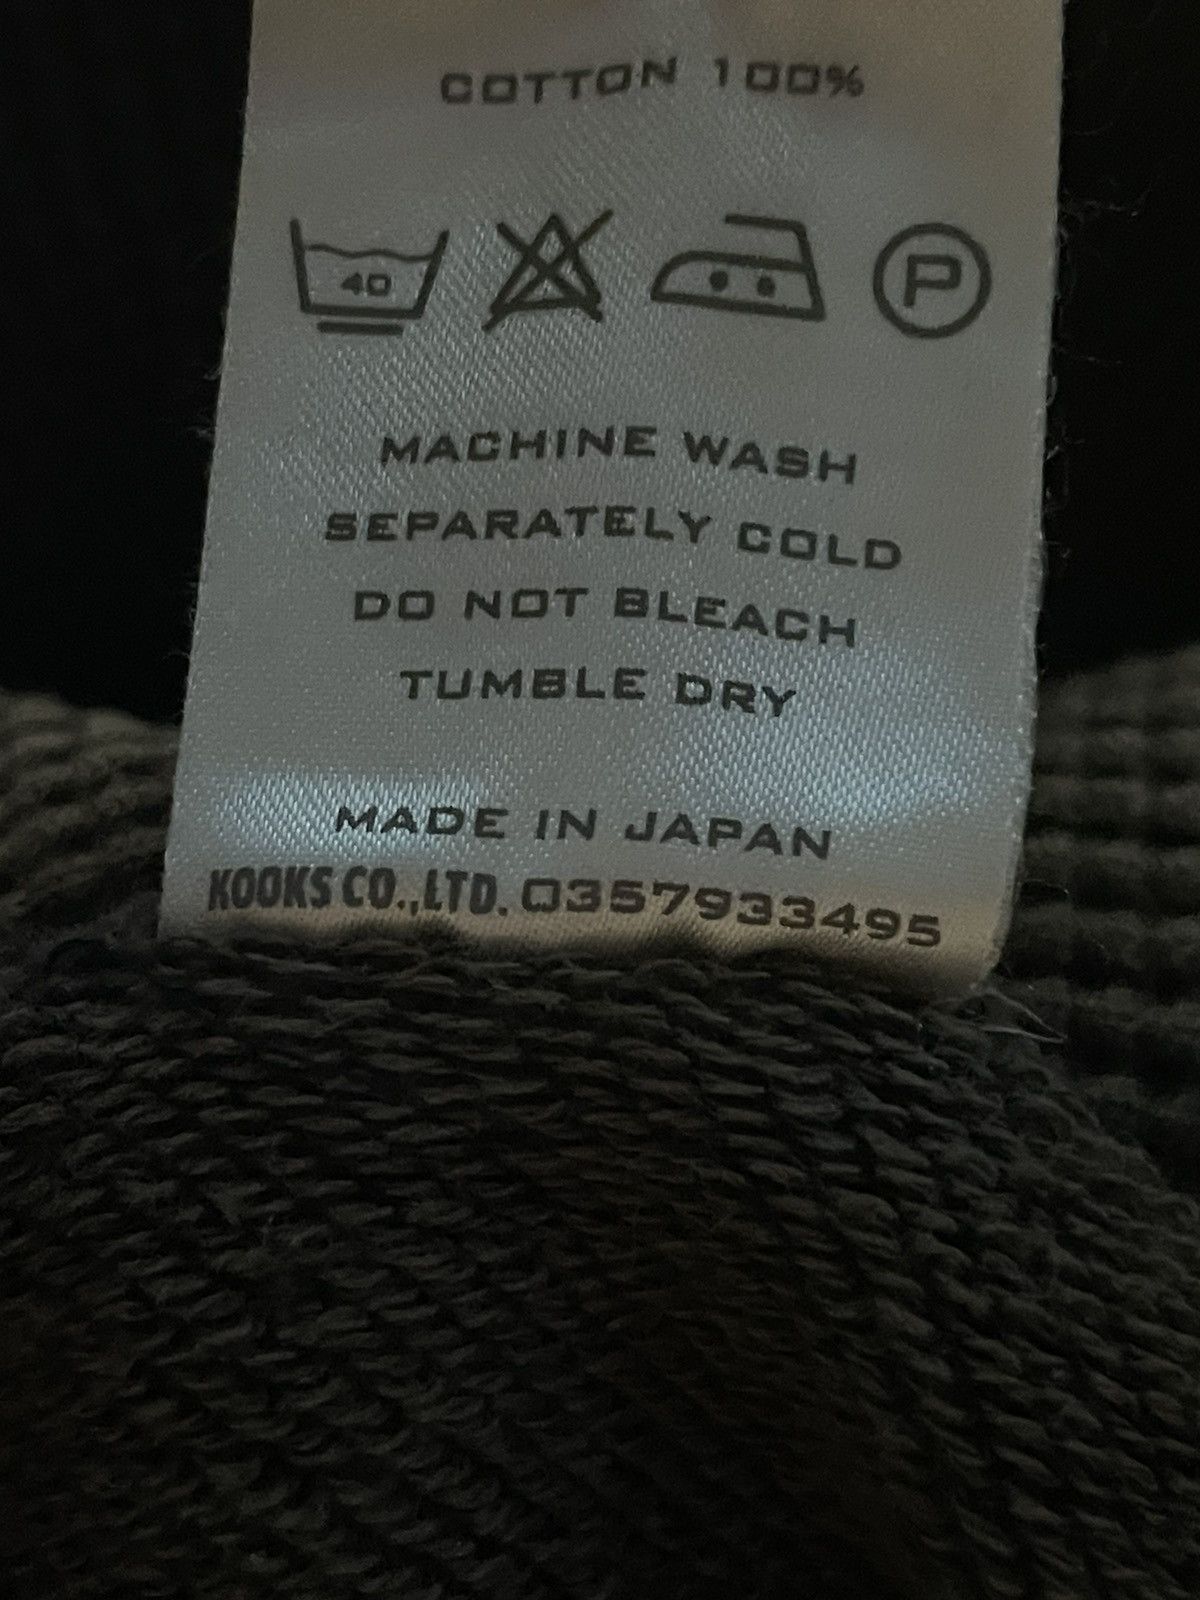 COTTON 100%
40 P
MACHINE WASH
SEPARATELY COLD
DO NOT BLEACH
TUMBLE DRY
MADE IN JAPAN
KOOKS CO.,LTD. 0357933495